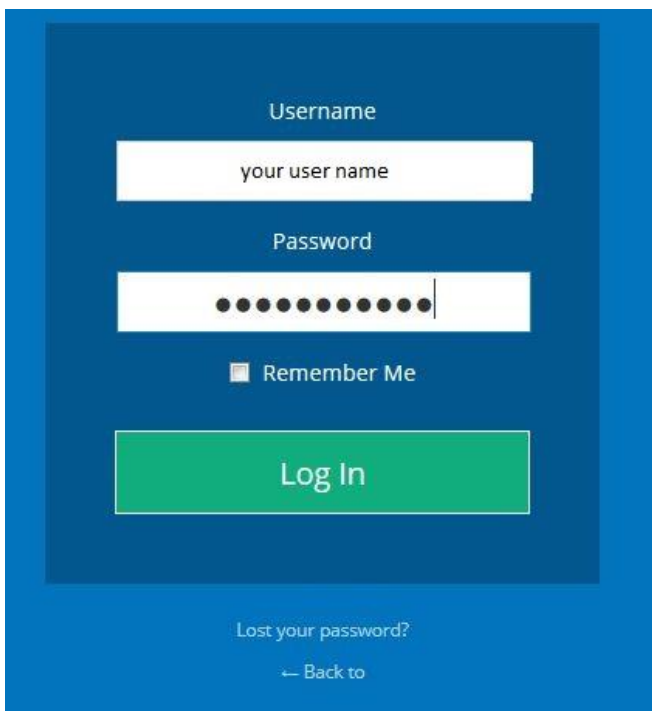 Username
your user name
Password
●●●●●●●●●●●
Remember Me
Log In
Lost your password?
← Back to